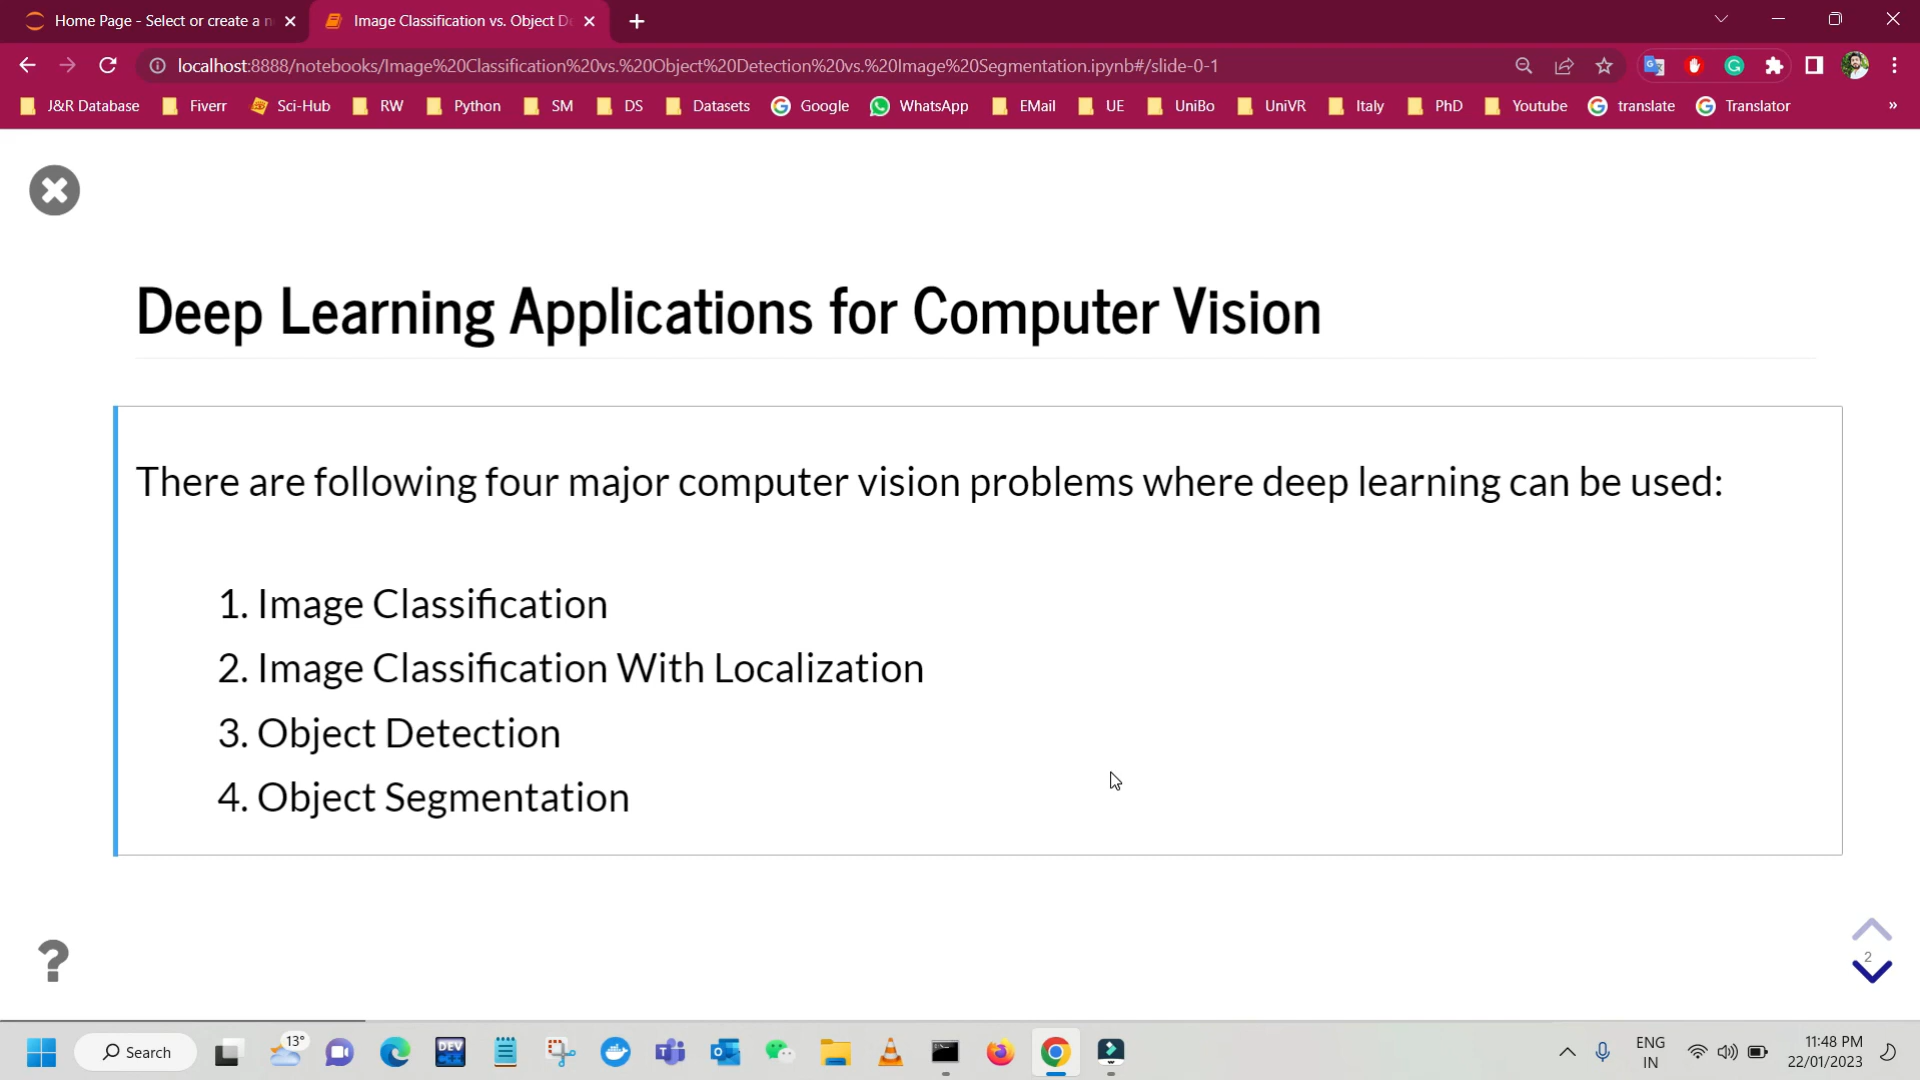 Home Page - Select or create a n
Image Classification vs. Object D
localhost:8888/notebooks/Image%20Classification%20vs.%20Object%20Detection%20vs.%20Image%20Segmentation.ipynb#/slide-0-1
J&R Database Fiverr Sci-Hub RW Python SM DS Datasets Google WhatsApp EMail UE UniBo UniVR Italy PhD Youtube translate Translator »
Deep Learning Applications for Computer Vision
There are following four major computer vision problems where deep learning can be used:
1. Image Classification
2. Image Classification With Localization
3. Object Detection
4. Object Segmentation
?
2
Search
13°
DEV
ENG
IN
11:48 PM
22/01/2023